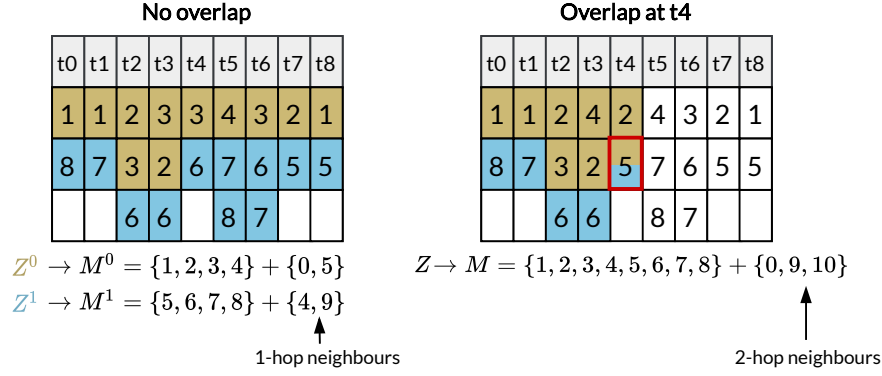 No overlap
t0 t1 t2 t3 t4 t5 t6 t7 t8
1 1 2 3 3 4 3 2 1
8 7 3 2 6 7 6 5 5
6 6 8 7
Z⁰ → M⁰ = {1, 2, 3, 4} + {0, 5}
Z¹ → M¹ = {5, 6, 7, 8} + {4, 9}
1-hop neighbours
Overlap at t4
t0 t1 t2 t3 t4 t5 t6 t7 t8
1 1 2 4 2 4 3 2 1
8 7 3 2 5 7 6 5 5
6 6 8 7
Z → M = {1, 2, 3, 4, 5, 6, 7, 8} + {0, 9, 10}
2-hop neighbours